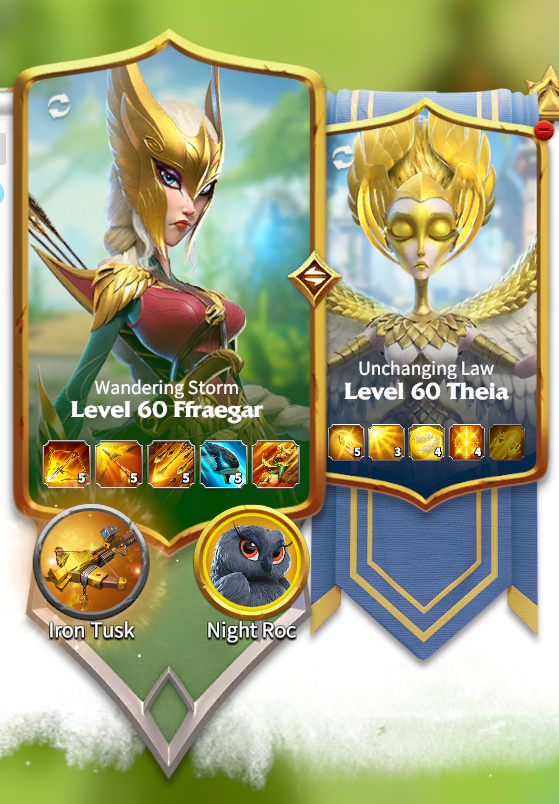 Wandering Storm
Level 60 Ffraegar
5 5 5 5
Unchanging Law
Level 60 Theia
5 3 4 4
Iron Tusk
Night Roc